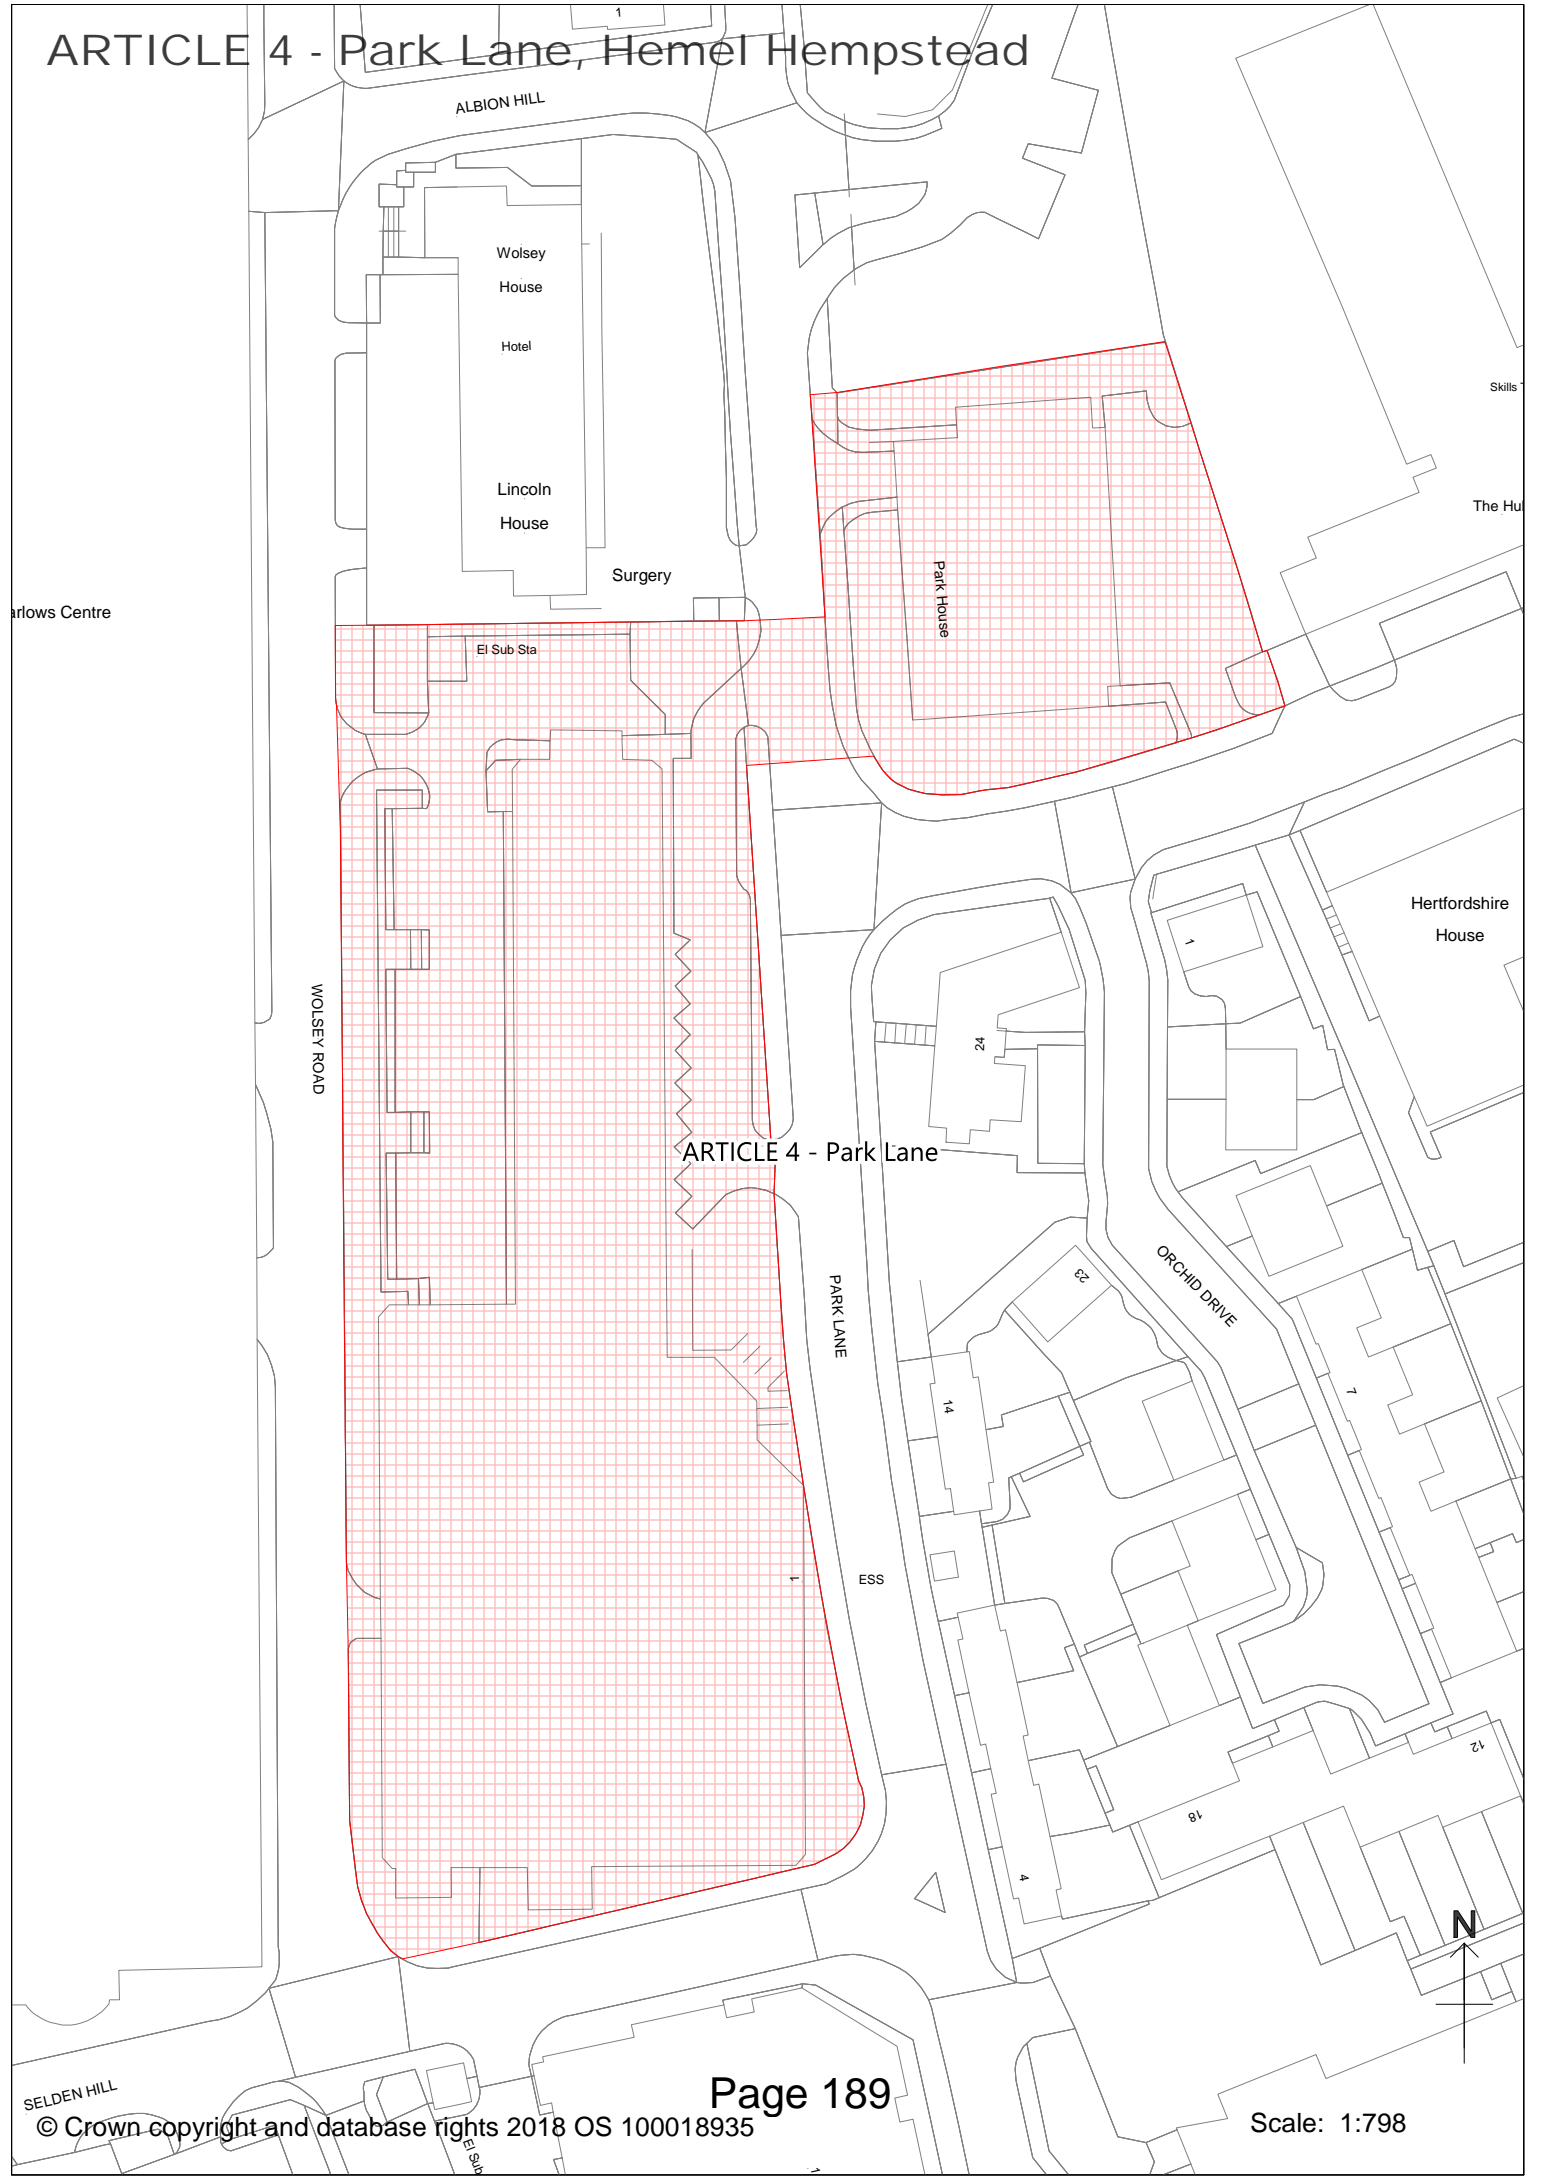 1
ARTICLE 4 - Park Lane, Hemel Hempstead
ALBION HILL
Wolsey
House
Hotel
Skills
Lincoln
House
The Hu
Surgery
Park House
arlows Centre
El Sub Sta
Hertfordshire
House
1
WOLSEY ROAD
24
ARTICLE 4 - Park Lane
ORCHID DRIVE
23
PARK LANE
7
14
1
ESS
12
18
4
N
SELDEN HILL
Page 189
© Crown copyright and database rights 2018 OS 100018935
Scale: 1:798
El Sub
1